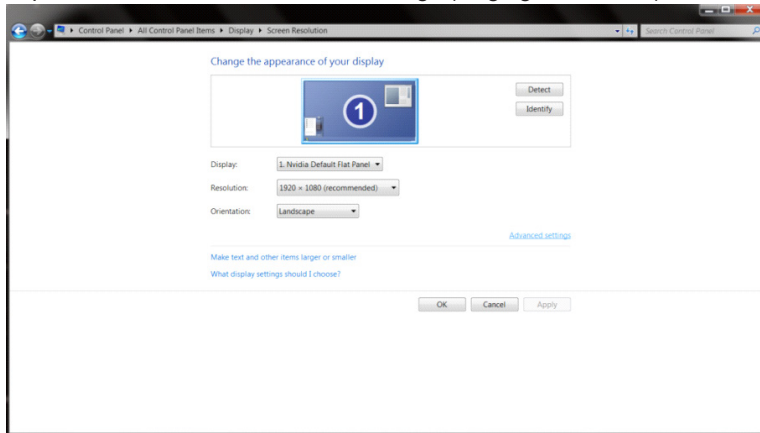 Control Panel ▸ All Control Panel Items ▸ Display ▸ Screen Resolution
Search Control Panel
Change the appearance of your display
1
Detect
Identify
Display:
1. Nvidia Default Flat Panel
Resolution:
1920 × 1080 (recommended)
Orientation:
Landscape
Advanced settings
Make text and other items larger or smaller
What display settings should I choose?
OK
Cancel
Apply